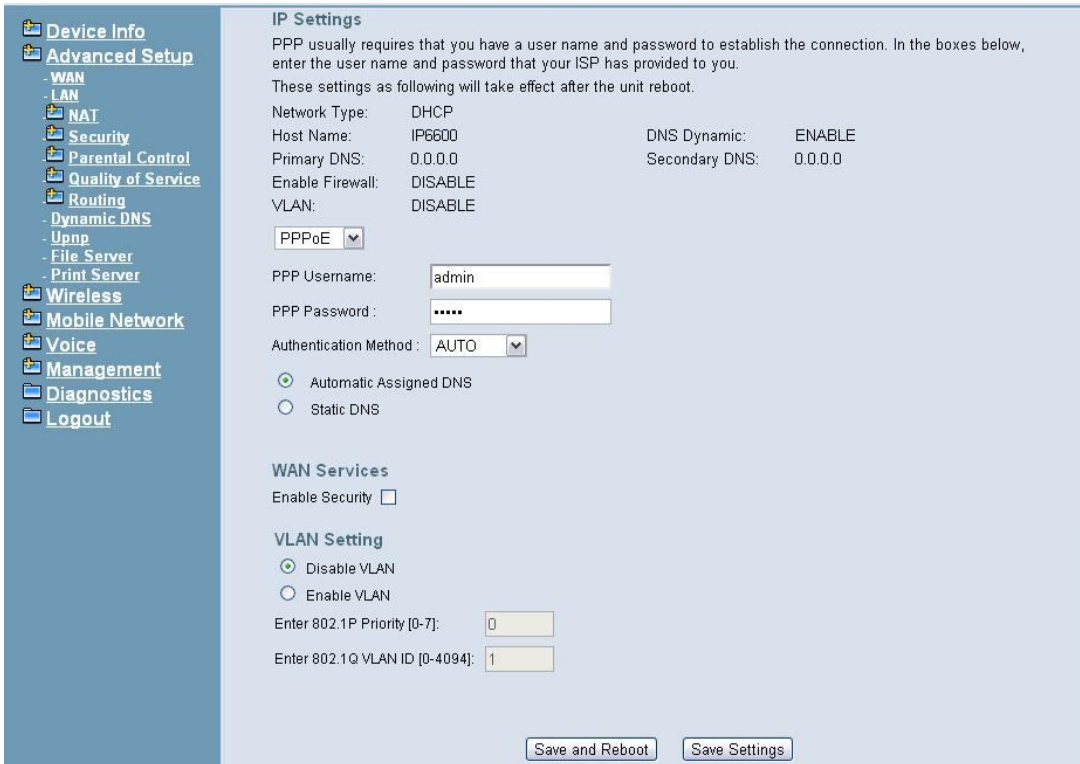 Device Info
Advanced Setup
- WAN
- LAN
NAT
Security
Parental Control
Quality of Service
Routing
- Dynamic DNS
- Upnp
- File Server
- Print Server
Wireless
Mobile Network
Voice
Management
Diagnostics
Logout
IP Settings
PPP usually requires that you have a user name and password to establish the connection. In the boxes below,
enter the user name and password that your ISP has provided to you.
These settings as following will take effect after the unit reboot.
Network Type: DHCP
Host Name: IP6600 DNS Dynamic: ENABLE
Primary DNS: 0.0.0.0 Secondary DNS: 0.0.0.0
Enable Firewall: DISABLE
VLAN: DISABLE
PPPoE
PPP Username: admin
PPP Password : •••••
Authentication Method : AUTO
Automatic Assigned DNS
Static DNS
WAN Services
Enable Security
VLAN Setting
Disable VLAN
Enable VLAN
Enter 802.1P Priority [0-7]: 0
Enter 802.1Q VLAN ID [0-4094]: 1
Save and Reboot Save Settings